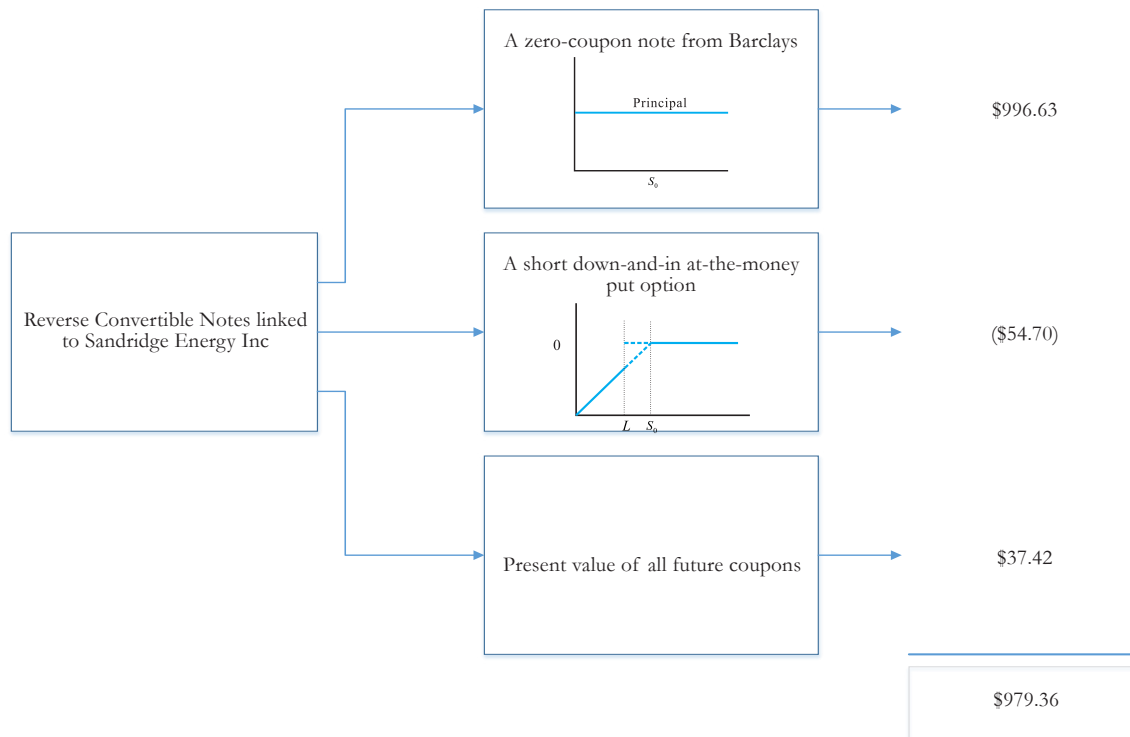 A zero-coupon note from Barclays
Principal
S₀
$996.63
Reverse Convertible Notes linked
to Sandridge Energy Inc
A short down-and-in at-the-money
put option
0
L S₀
($54.70)
Present value of all future coupons
$37.42
$979.36